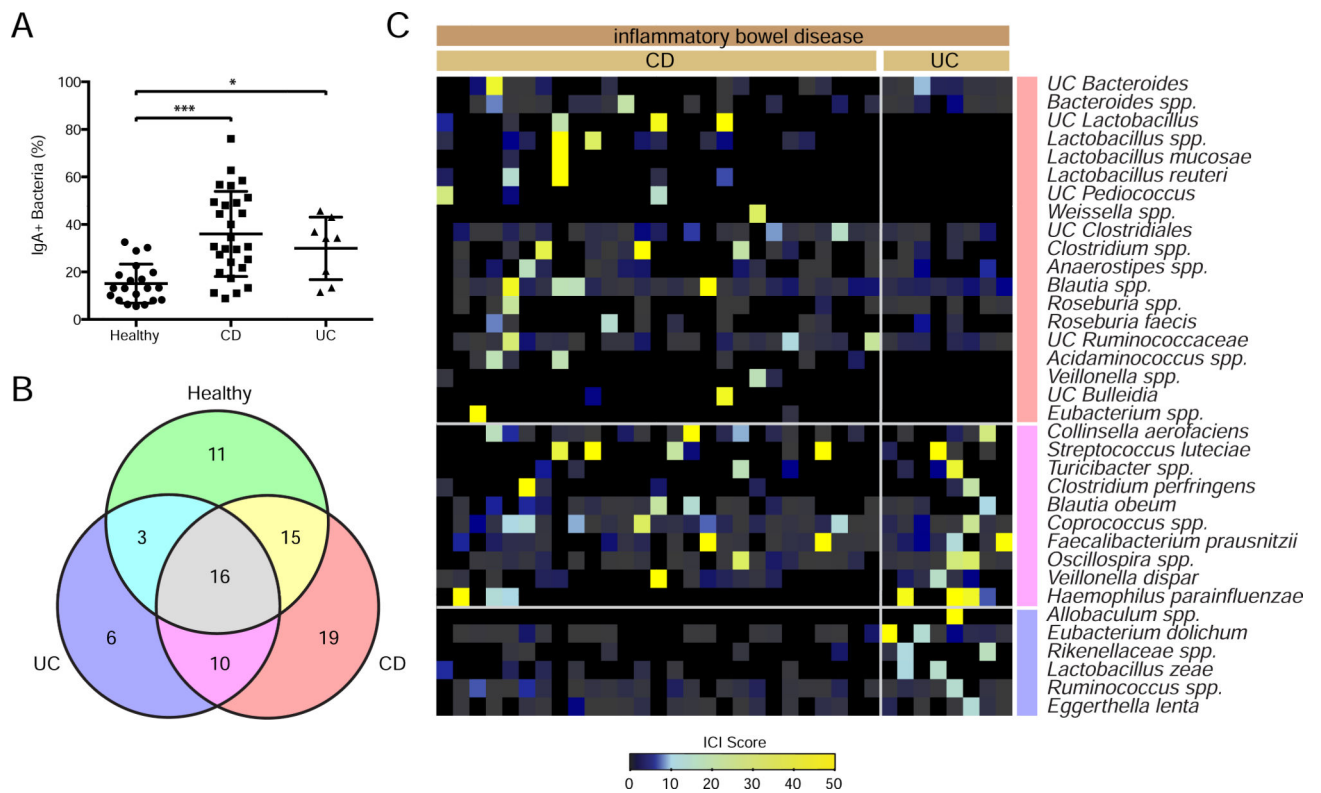 A
100
80
60
40
20
0
IgA+ Bacteria (%)
*
***
Healthy
CD
UC
B
Healthy
11
3
15
16
6
10
19
UC
CD
C
inflammatory bowel disease
CD
UC
UC Bacteroides
Bacteroides spp.
UC Lactobacillus
Lactobacillus spp.
Lactobacillus mucosae
Lactobacillus reuteri
UC Pediococcus
Weissella spp.
UC Clostridiales
Clostridium spp.
Anaerostipes spp.
Blautia spp.
Roseburia spp.
Roseburia faecis
UC Ruminococcaceae
Acidaminococcus spp.
Veillonella spp.
UC Bulleidia
Eubacterium spp.
Collinsella aerofaciens
Streptococcus luteciae
Turicibacter spp.
Clostridium perfringens
Blautia obeum
Coprococcus spp.
Faecalibacterium prausnitzii
Oscillospira spp.
Veillonella dispar
Haemophilus parainfluenzae
Allobaculum spp.
Eubacterium dolichum
Rikenellaceae spp.
Lactobacillus zeae
Ruminococcus spp.
Eggerthella lenta
ICI Score
0 10 20 30 40 50